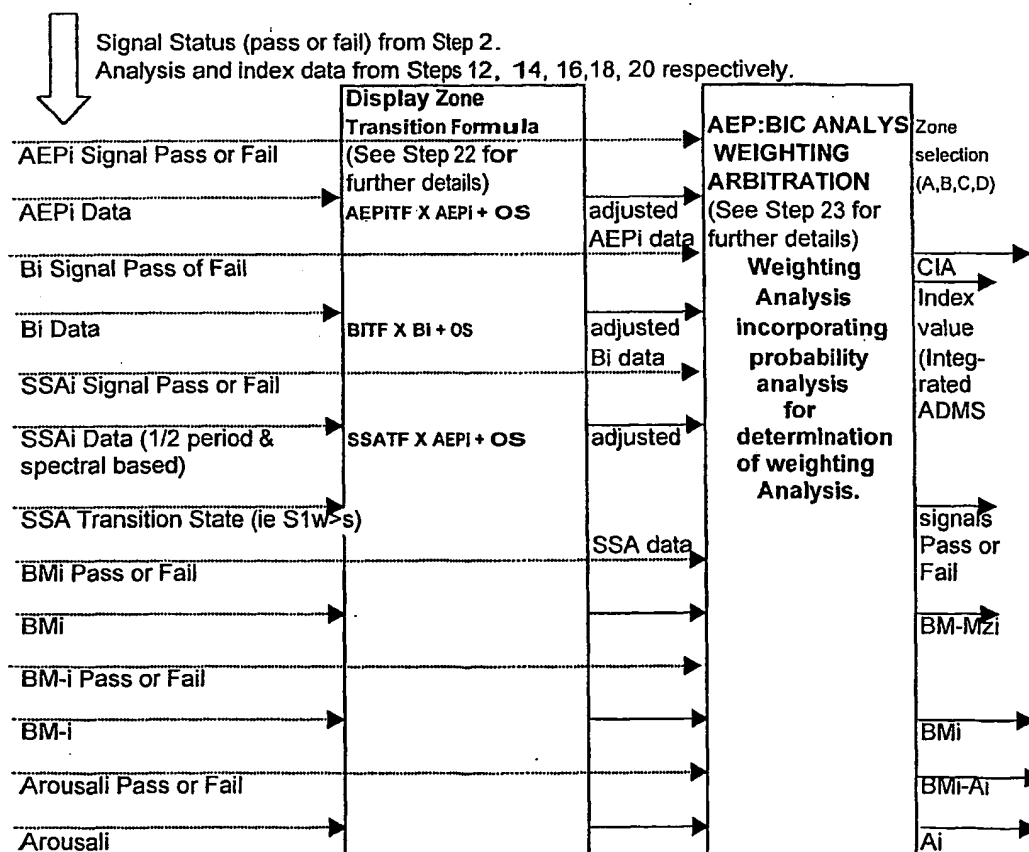 Signal Status (pass or fail) from Step 2.
Analysis and index data from Steps 12, 14, 16,18, 20 respectively.
Display Zone
Transition Formula
(See Step 22 for
further details)
AEPITF X AEPi + OS
BITF X Bi + OS
SSATF X AEPI + OS
AEPi Signal Pass or Fail
AEPi Data
Bi Signal Pass of Fail
Bi Data
SSAi Signal Pass or Fail
SSAi Data (1/2 period &
spectral based)
SSA Transition State (ie S1w>s)
BMi Pass or Fail
BMi
BM-i Pass or Fail
BM-i
Arousali Pass or Fail
Arousali
adjusted
AEPi data
adjusted
Bi data
adjusted
SSA data
AEP:BIC ANALYS
WEIGHTING
ARBITRATION
(See Step 23 for
further details)
Weighting
Analysis
incorporating
probability
analysis
for
determination
of weighting
Analysis.
Zone
selection
(A,B,C,D)
CIA
Index
value
(Integ-
rated
ADMS
signals
Pass or
Fail
BM-Mzi
BMi
BMi-Ai
Ai